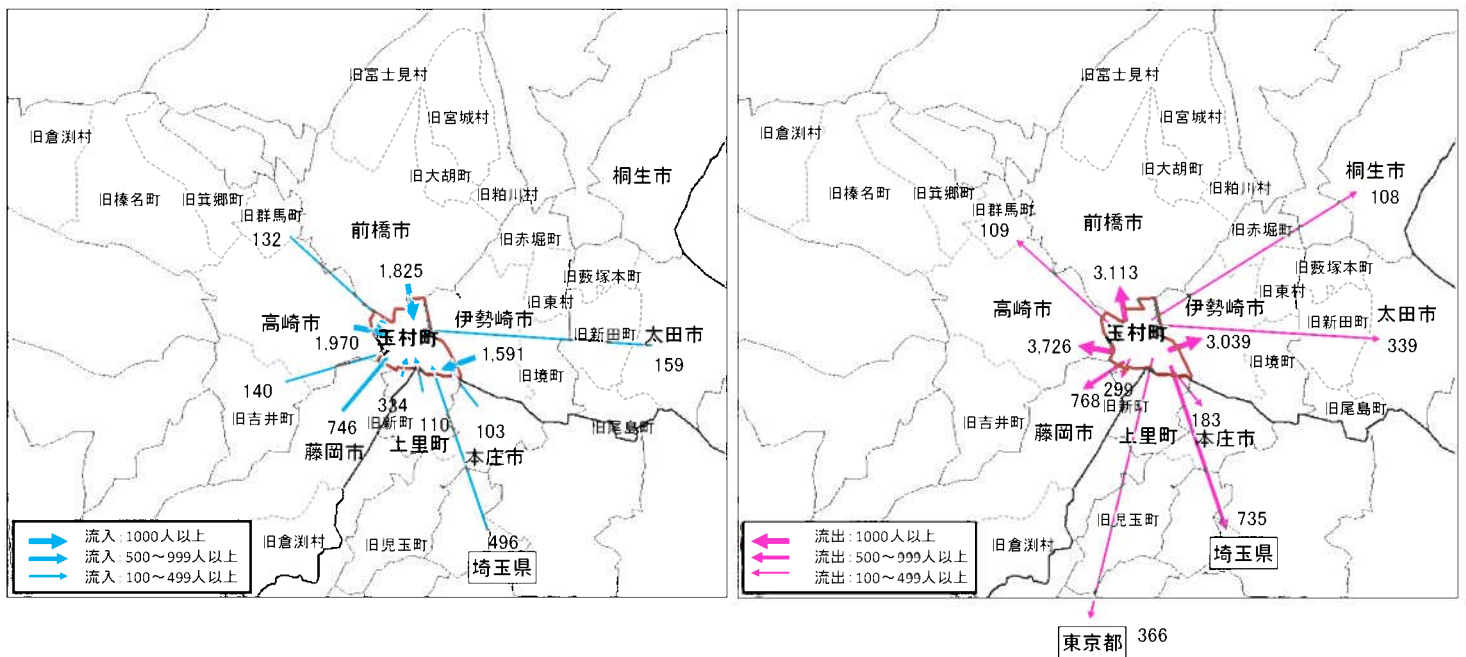 旧富士見村
旧倉渕村
旧宮城村
旧大胡町
桐生市
旧榛名町
旧箕郷町
旧粕川村
旧群馬町
132
前橋市
旧赤堀町
1,825
旧藪塚本町
旧東村
高崎市
伊勢崎市
玉村町
旧新田町
太田市
1,970
1,591
159
140
旧境町
334
旧吉井町
746
旧新町
110
103
旧尾島町
藤岡市
上里町
本庄市
流入:1000人以上
流入:500~999人以上
流入:100~499人以上
旧倉渕村
旧児玉町
496
埼玉県
旧富士見村
旧倉渕村
旧宮城村
旧大胡町
桐生市
108
旧榛名町
旧箕郷町
旧粕川村
旧群馬町
109
前橋市
旧赤堀町
3,113
旧藪塚本町
旧東村
高崎市
伊勢崎市
玉村町
旧新田町
太田市
3,726
3,039
339
旧境町
299
768
旧吉井町
旧新町
183
旧尾島町
藤岡市
上里町
本庄市
流出:1000人以上
流出:500~999人以上
流出:100~499人以上
旧倉渕村
旧児玉町
735
埼玉県
東京都
366